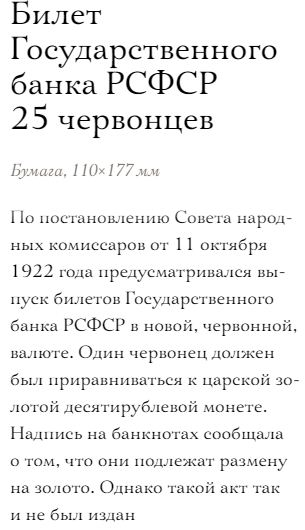 Билет
Государственного
банка РСФСР
25 червонцев
Бумага, 110×177 мм
По постановлению Совета народ-
ных комиссаров от 11 октября
1922 года предусматривался вы-
пуск билетов Государственного
банка РСФСР в новой, червонной,
валюте. Один червонец должен
был приравниваться к царской зо-
лотой десятирублевой монете.
Надпись на банкнотах сообщала
о том, что они подлежат размену
на золото. Однако такой акт так
и не был издан